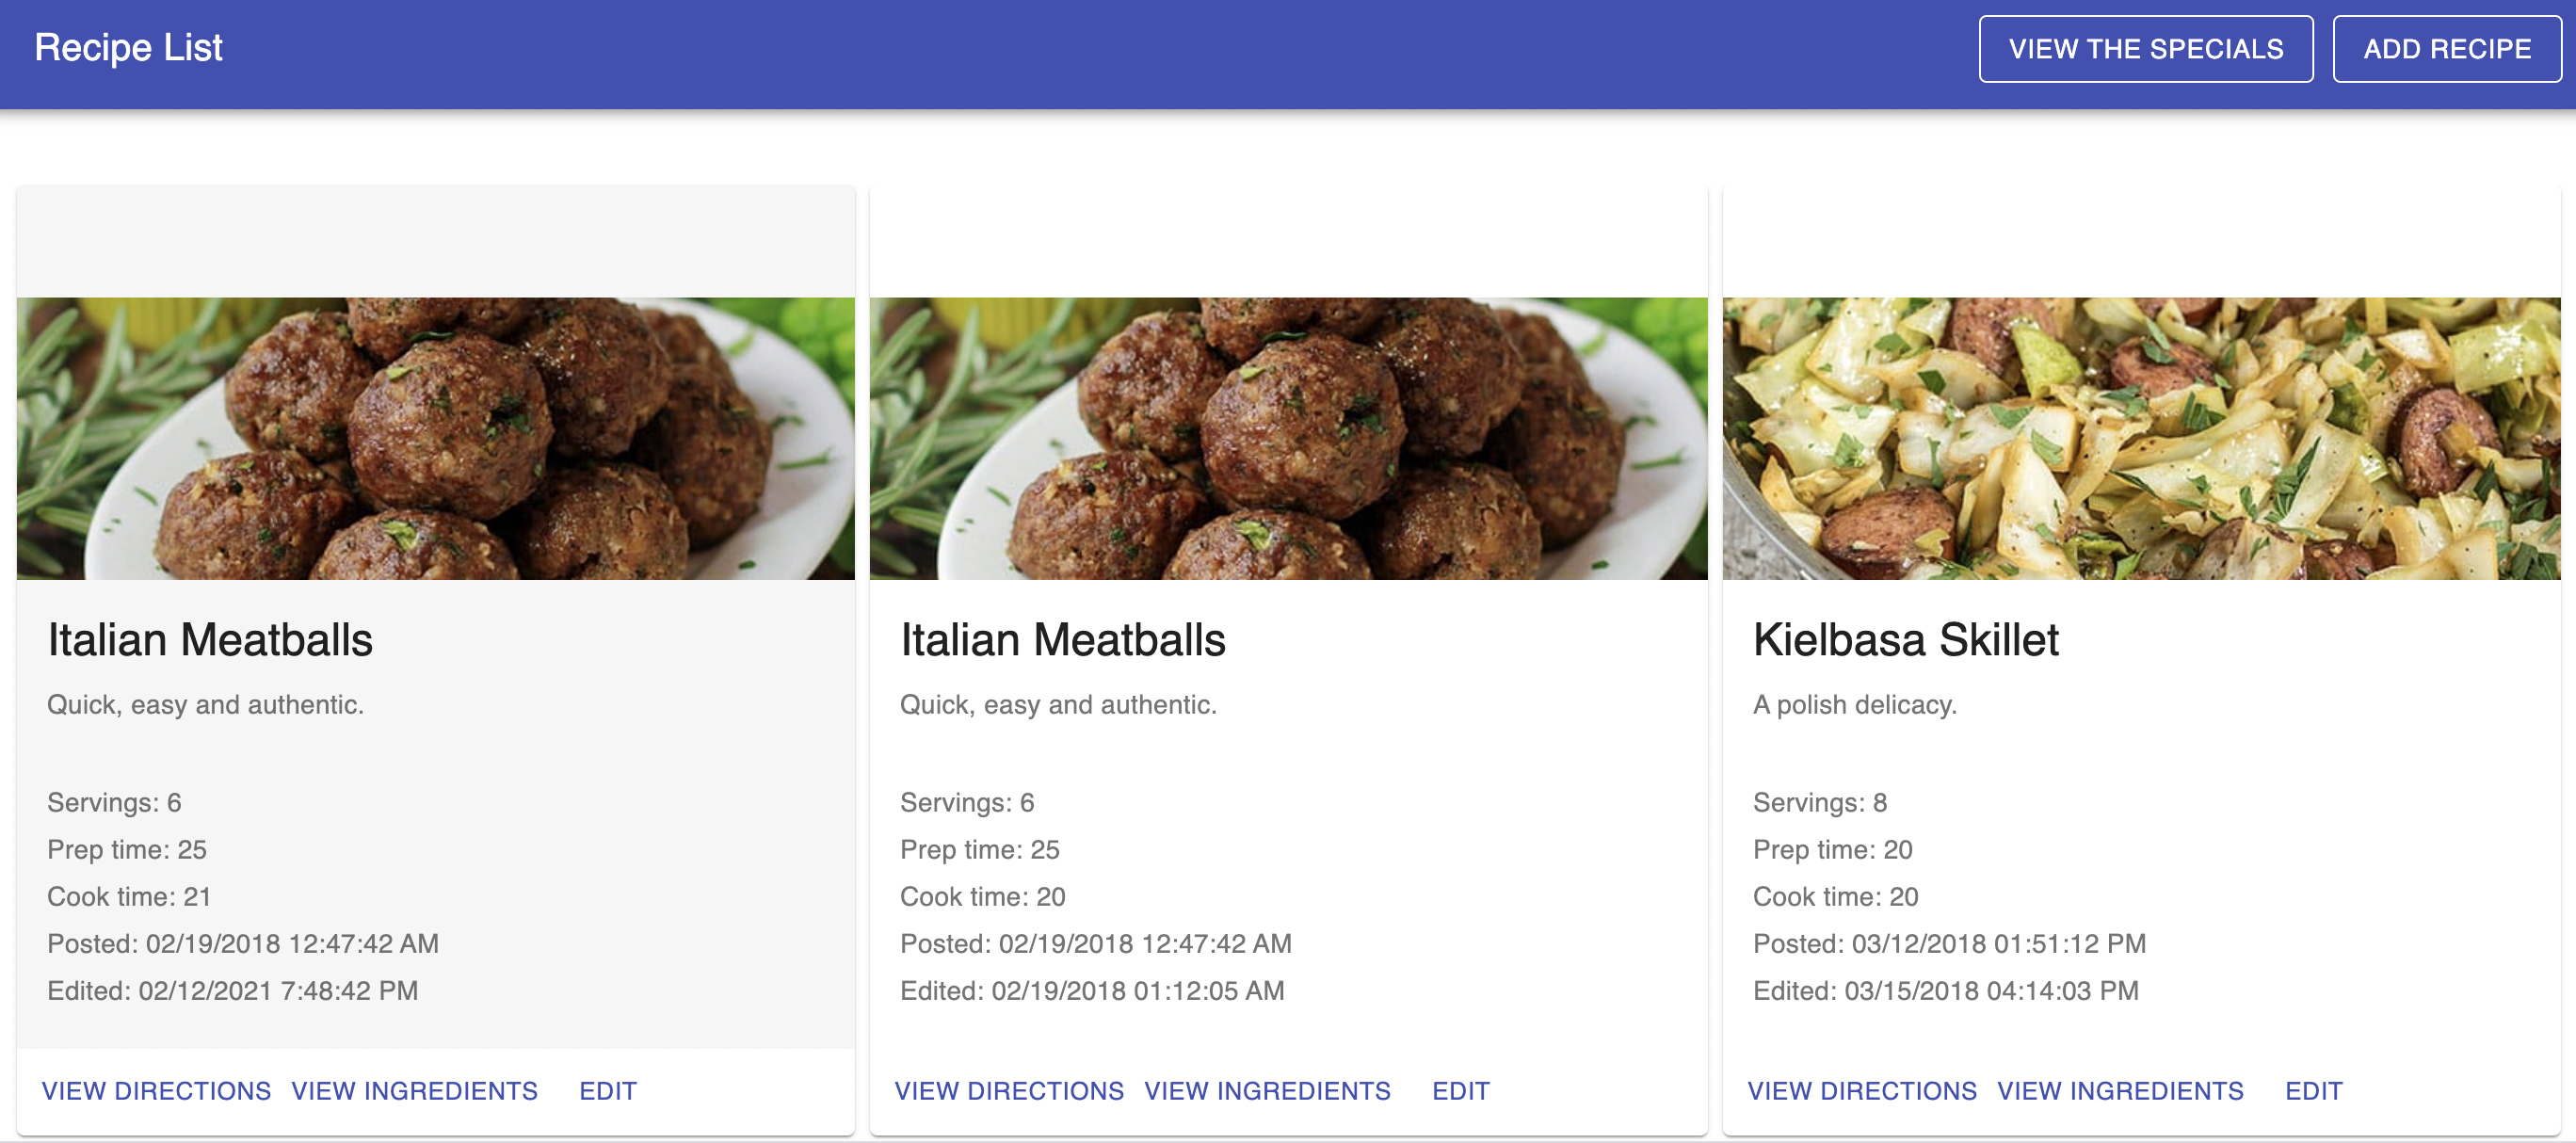 Recipe List
VIEW THE SPECIALS
ADD RECIPE
Italian Meatballs
Quick, easy and authentic.
Servings: 6
Prep time: 25
Cook time: 21
Posted: 02/19/2018 12:47:42 AM
Edited: 02/12/2021 7:48:42 PM
VIEW DIRECTIONS VIEW INGREDIENTS EDIT
Italian Meatballs
Quick, easy and authentic.
Servings: 6
Prep time: 25
Cook time: 20
Posted: 02/19/2018 12:47:42 AM
Edited: 02/19/2018 01:12:05 AM
VIEW DIRECTIONS VIEW INGREDIENTS EDIT
Kielbasa Skillet
A polish delicacy.
Servings: 8
Prep time: 20
Cook time: 20
Posted: 03/12/2018 01:51:12 PM
Edited: 03/15/2018 04:14:03 PM
VIEW DIRECTIONS VIEW INGREDIENTS EDIT